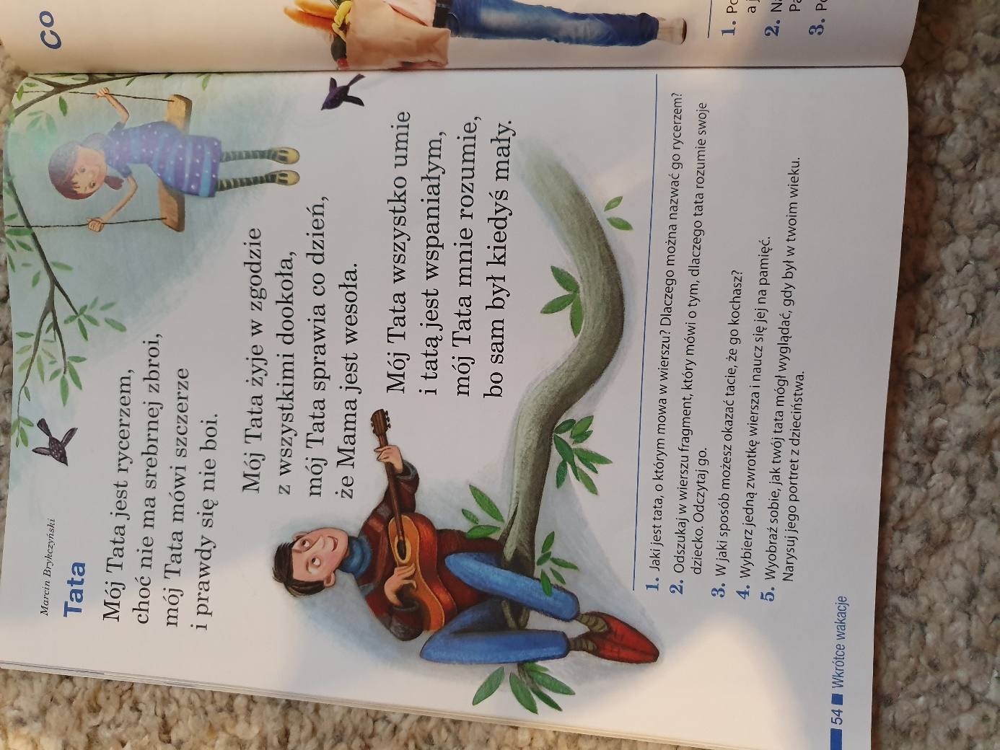 Marcin Brykczyński
Tata
Mój Tata jest rycerzem,
choć nie ma srebrnej zbroi,
mój Tata mówi szczerze
i prawdy się nie boi.
Mój Tata żyje w zgodzie
z wszystkimi dookoła,
mój Tata sprawia co dzień,
że Mama jest wesoła.
Mój Tata wszystko umie
i tatą jest wspaniałym,
mój Tata mnie rozumie,
bo sam był kiedyś mały.
1. Jaki jest tata, o którym mowa w wierszu? Dlaczego można nazwać go rycerzem?
2. Odszukaj w wierszu fragment, który mówi o tym, dlaczego tata rozumie swoje
dziecko. Odczytaj go.
3. W jaki sposób możesz okazać tacie, że go kochasz?
4. Wybierz jedną zwrotkę wiersza i naucz się jej na pamięć.
5. Wyobraź sobie, jak twój tata mógł wyglądać, gdy był w twoim wieku.
Narysuj jego portret z dzieciństwa.
54 Wkrótce wakacje
Co
1.
a j
2.
3.